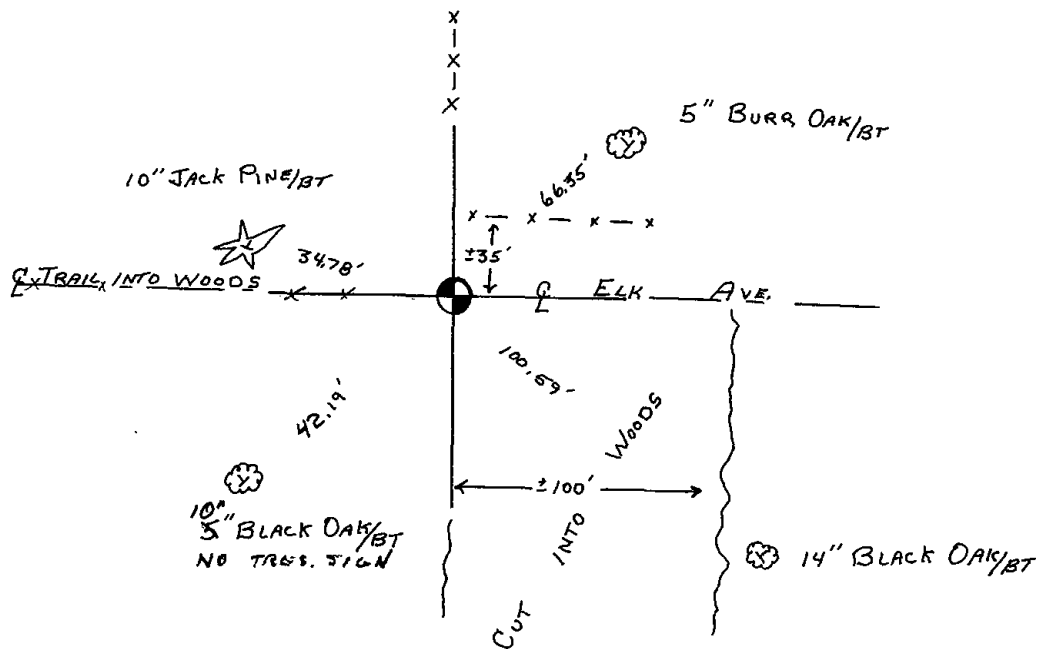 5" BURR OAK/BT
10" JACK PINE/BT
66.35'
34.78'
±35'
℄ TRAIL INTO WOODS
℄ ELK AVE.
100.59'
42.19'
CUT INTO WOODS
±100'
10"
5" BLACK OAK/BT
NO TRES. SIGN
14" BLACK OAK/BT